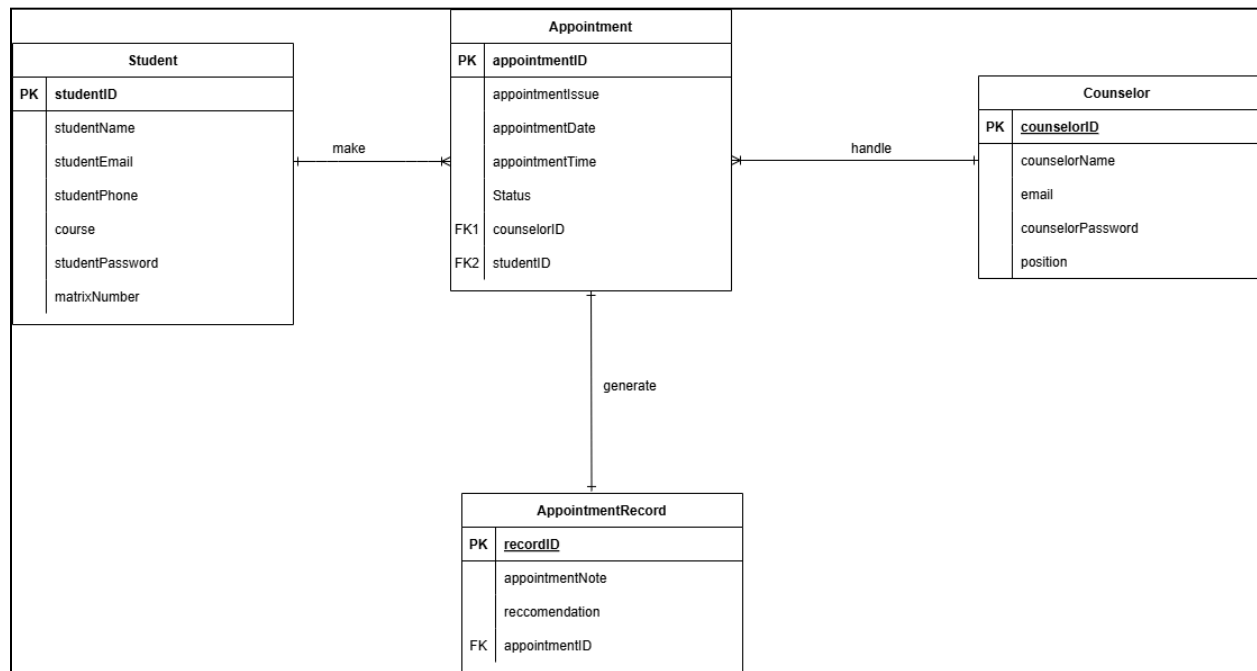 Student
PK studentID
studentName
studentEmail
studentPhone
course
studentPassword
matrixNumber
make
Appointment
PK appointmentID
appointmentIssue
appointmentDate
appointmentTime
Status
FK1 counselorID
FK2 studentID
handle
Counselor
PK counselorID
counselorName
email
counselorPassword
position
generate
AppointmentRecord
PK recordID
appointmentNote
reccomendation
FK appointmentID